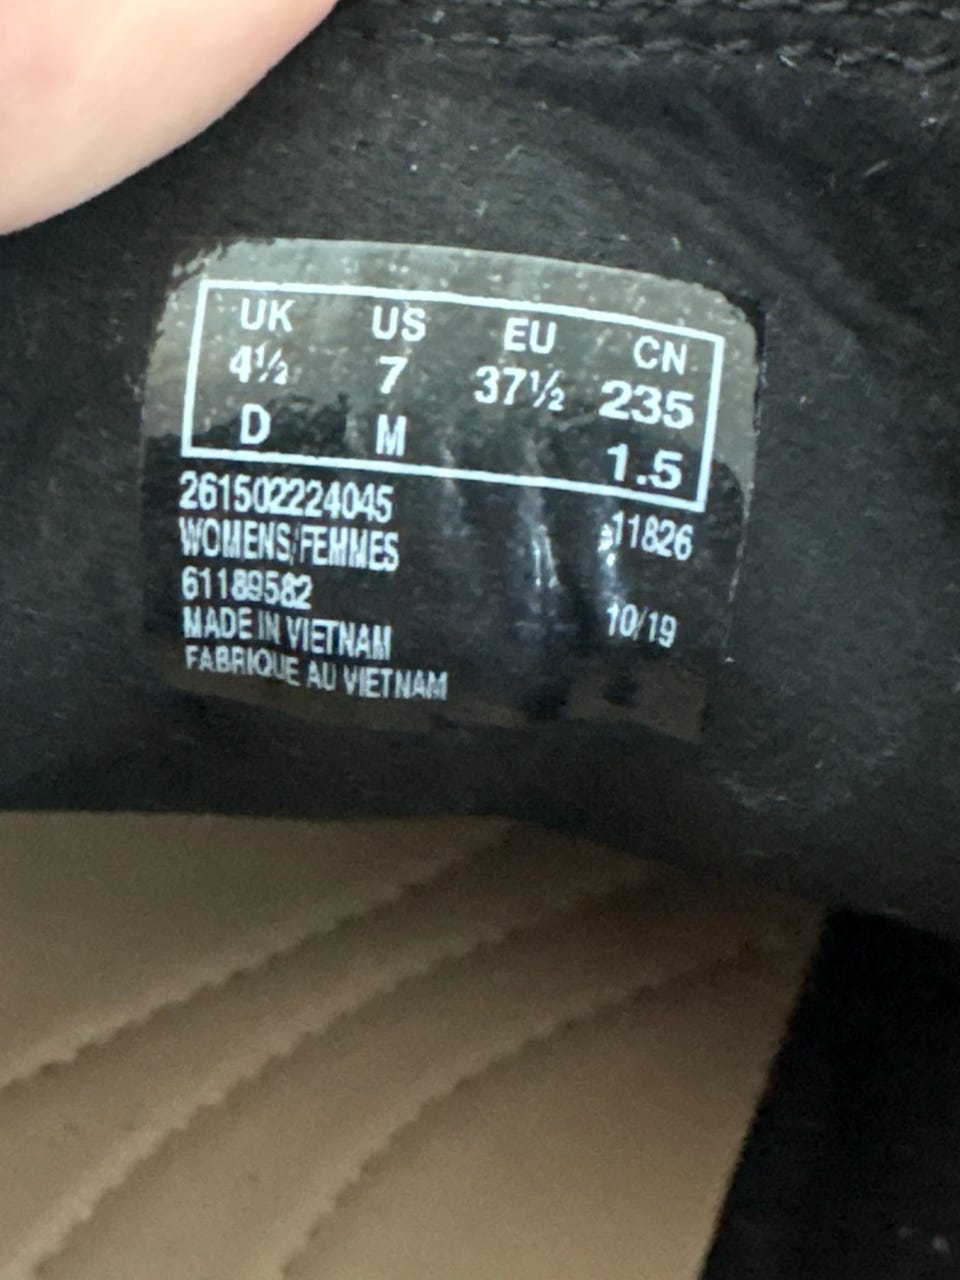 UK US EU CN
4½ 7 37½ 235
D M 1.5
261502224045 11826
WOMENS/FEMMES
61189582
MADE IN VIETNAM 10/19
FABRIQUE AU VIETNAM